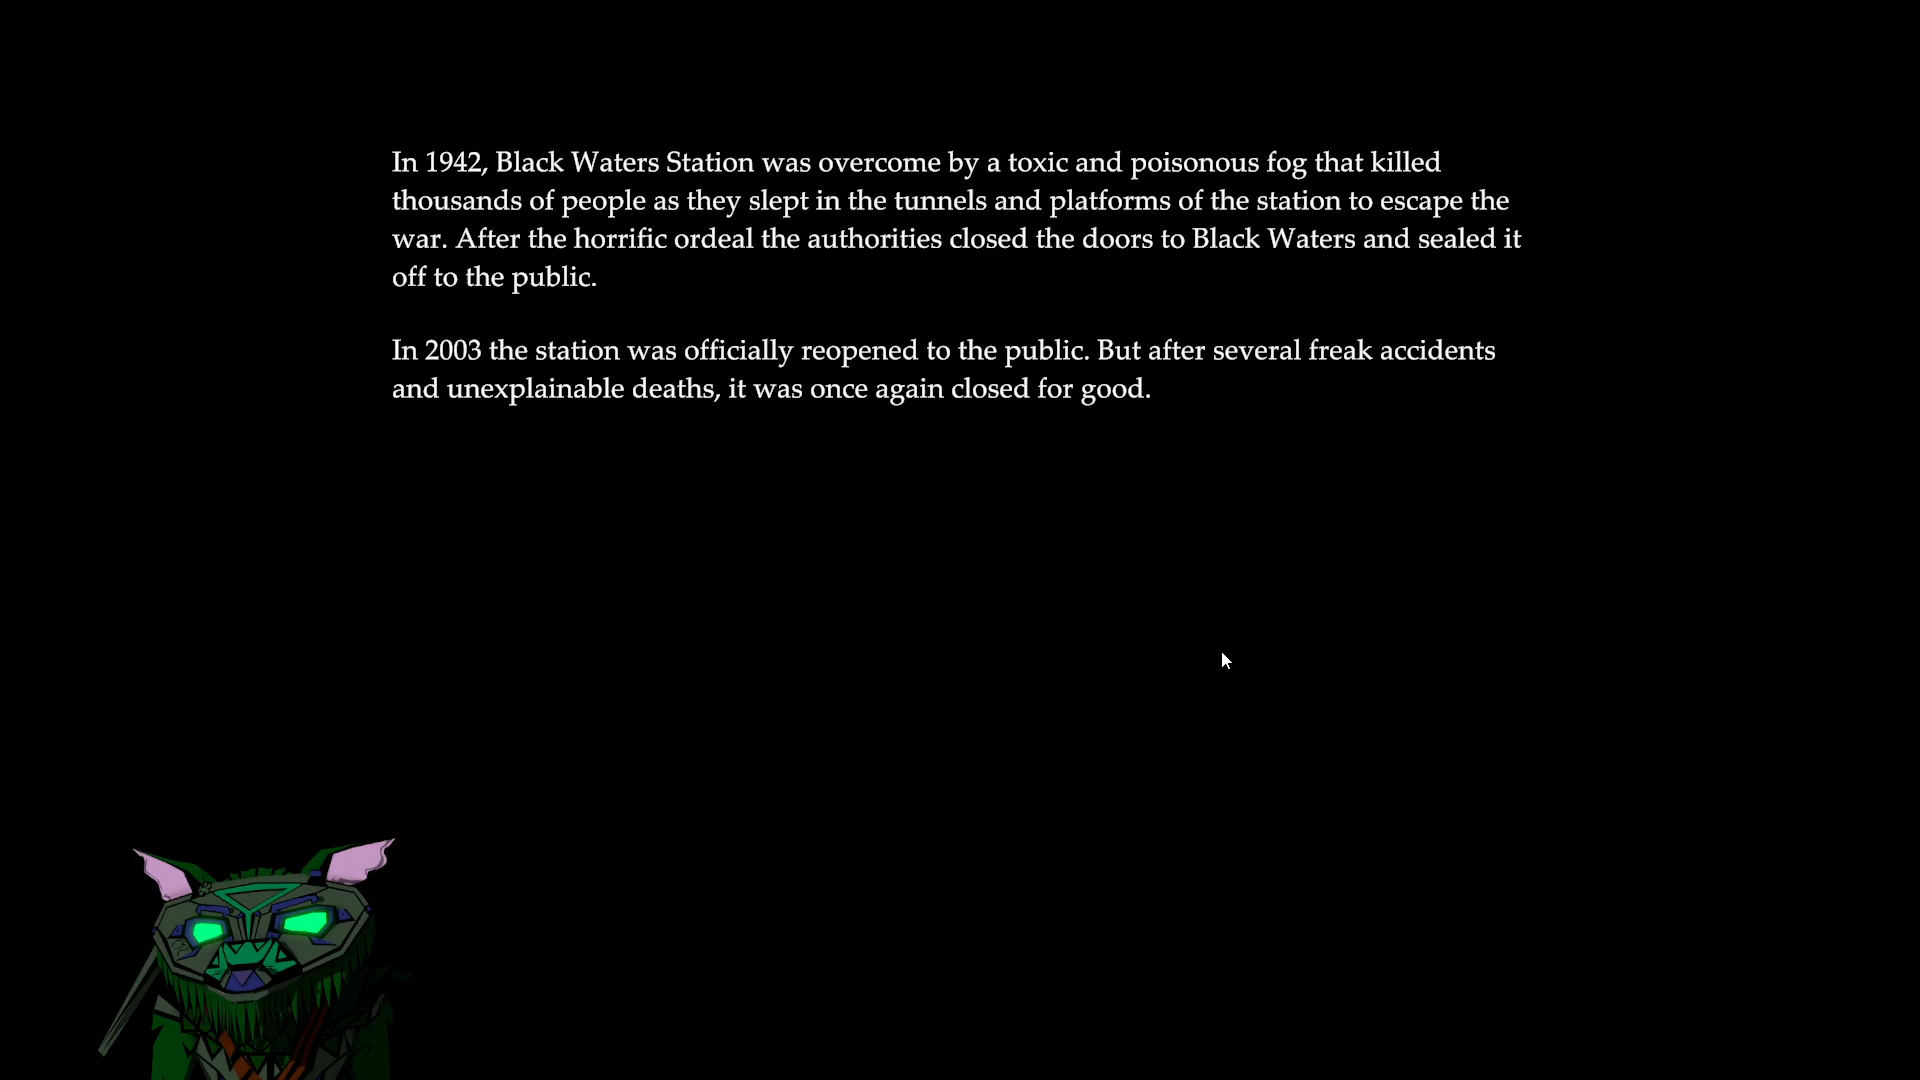 In 1942, Black Waters Station was overcome by a toxic and poisonous fog that killed
thousands of people as they slept in the tunnels and platforms of the station to escape the
war. After the horrific ordeal the authorities closed the doors to Black Waters and sealed it
off to the public.
In 2003 the station was officially reopened to the public. But after several freak accidents
and unexplainable deaths, it was once again closed for good.